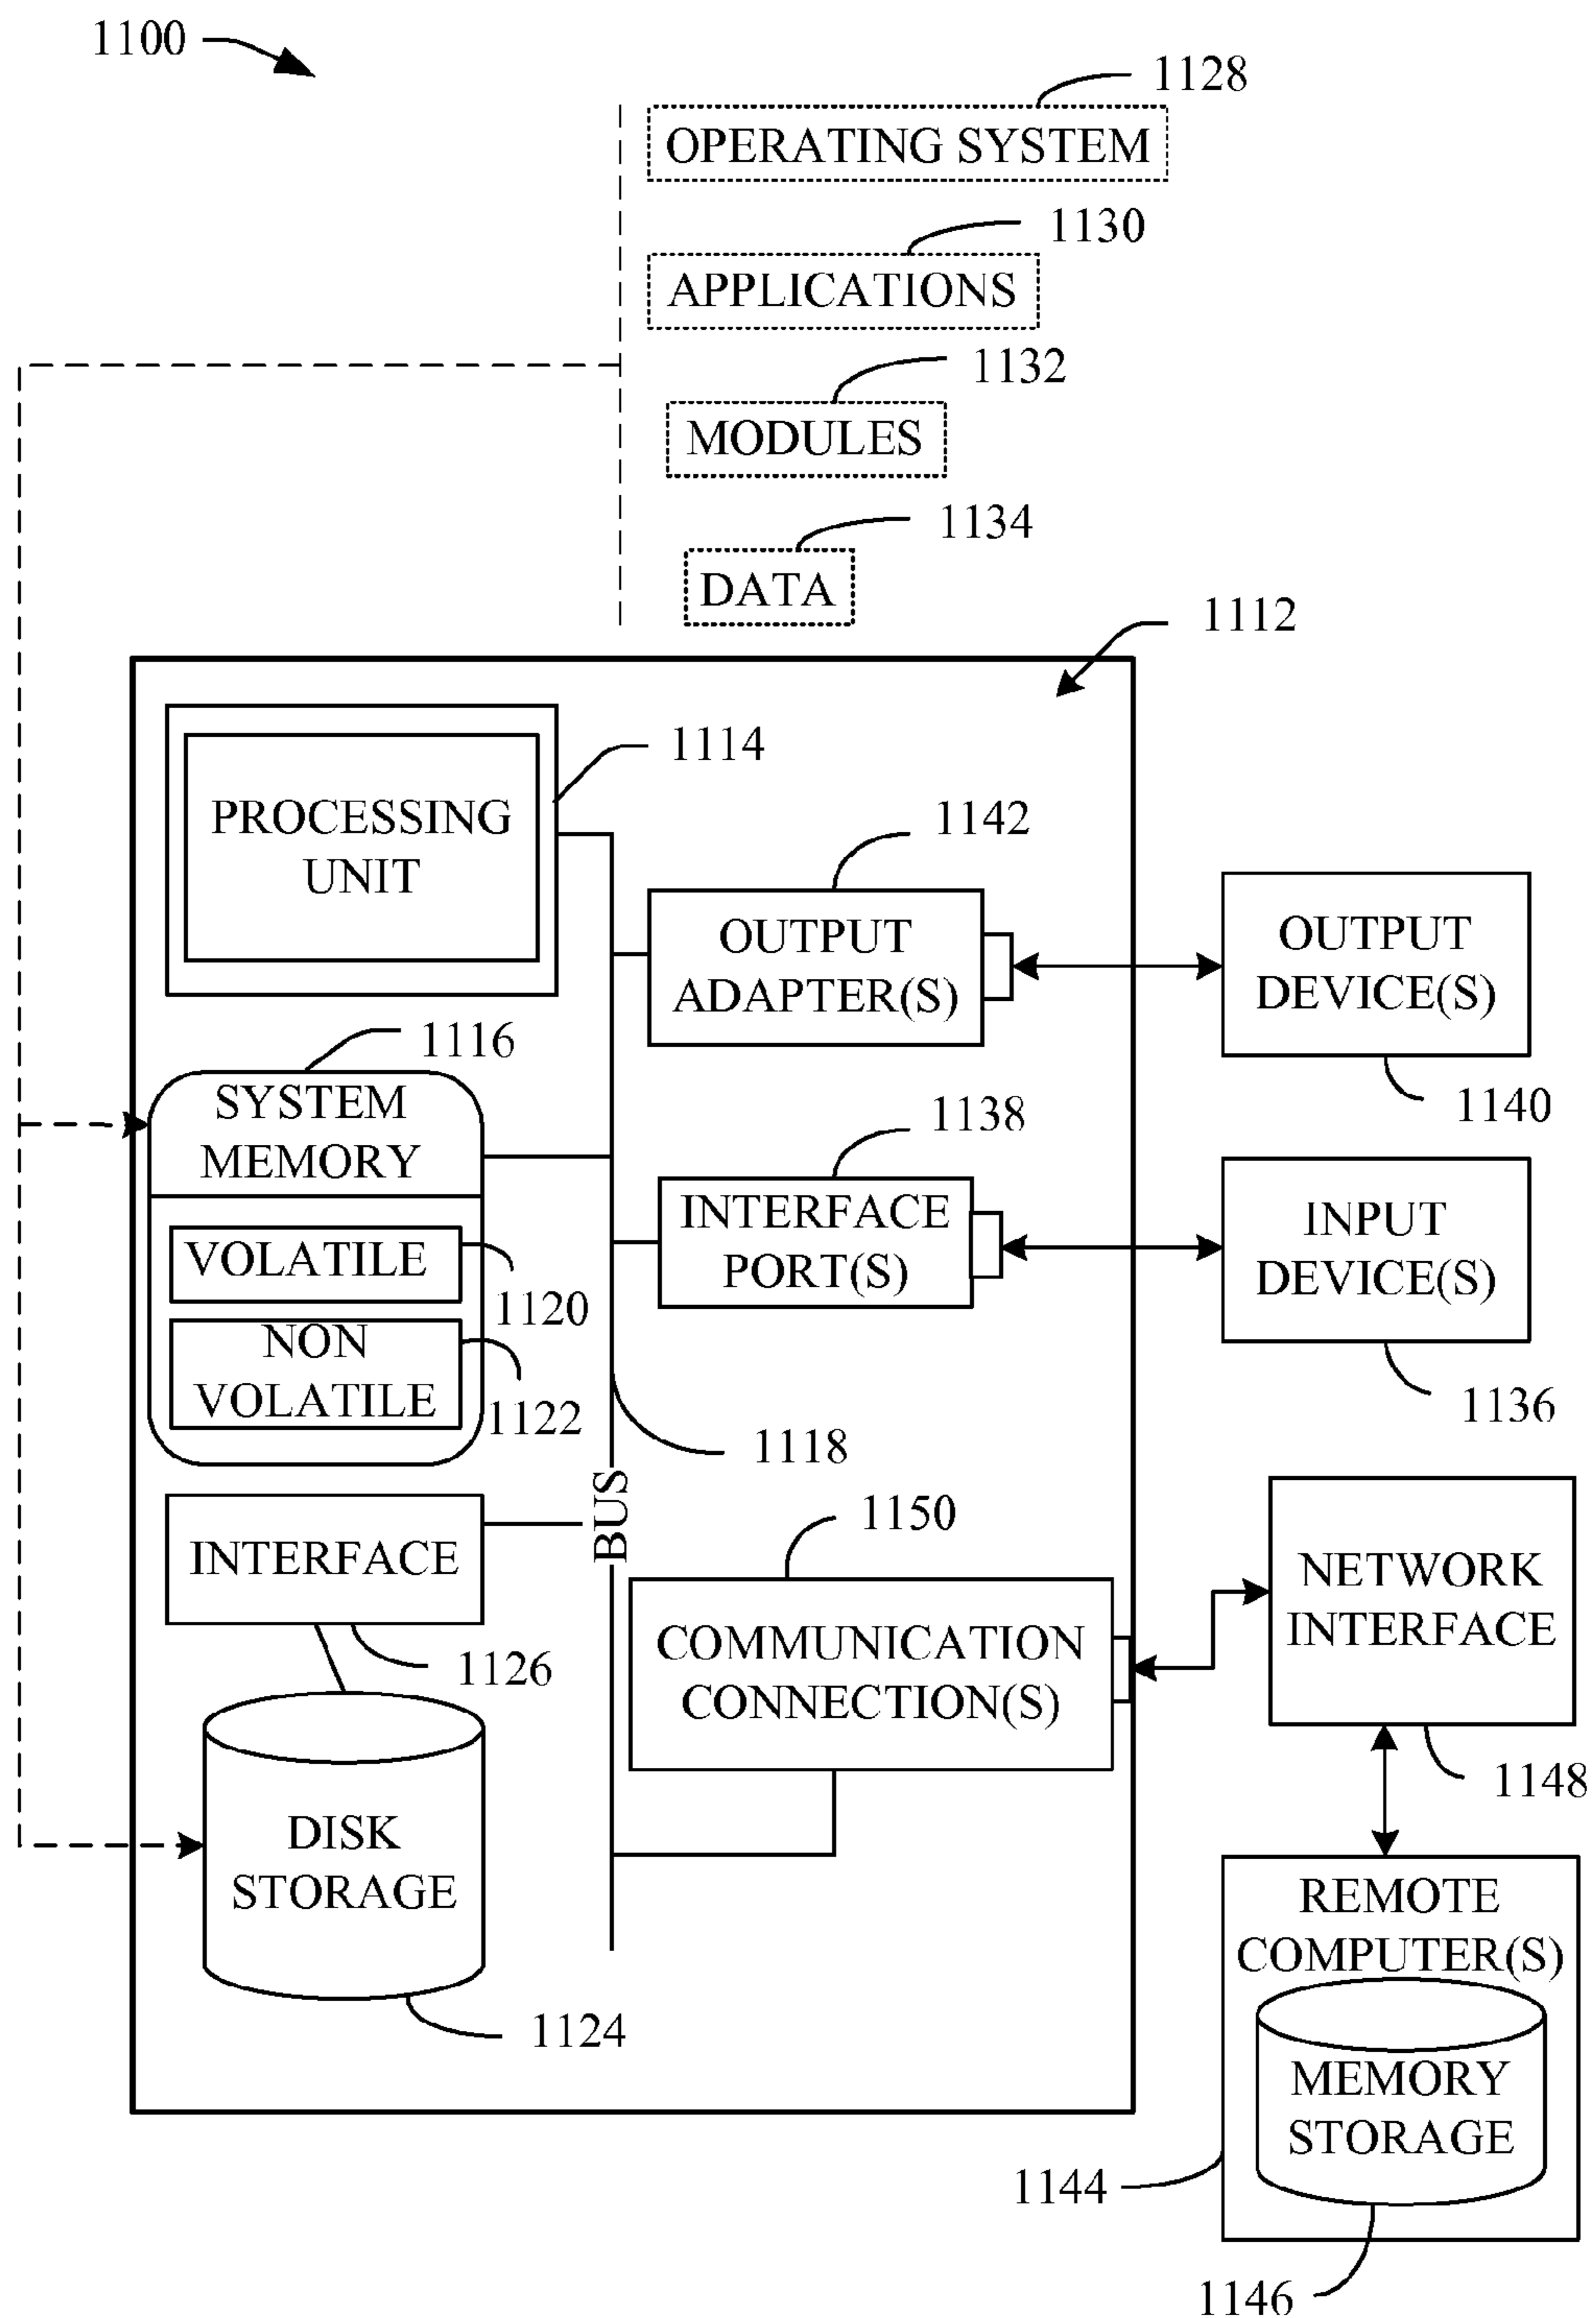 1100
1128
OPERATING SYSTEM
1130
APPLICATIONS
1132
MODULES
1134
DATA
1112
1114
PROCESSING
UNIT
1142
OUTPUT
ADAPTER(S)
OUTPUT
DEVICE(S)
1140
1116
SYSTEM
MEMORY
1138
INTERFACE
PORT(S)
INPUT
DEVICE(S)
1136
VOLATILE
1120
NON
VOLATILE
1122
1118
BUS
INTERFACE
1126
1150
COMMUNICATION
CONNECTION(S)
NETWORK
INTERFACE
1148
DISK
STORAGE
1124
REMOTE
COMPUTER(S)
MEMORY
STORAGE
1144
1146